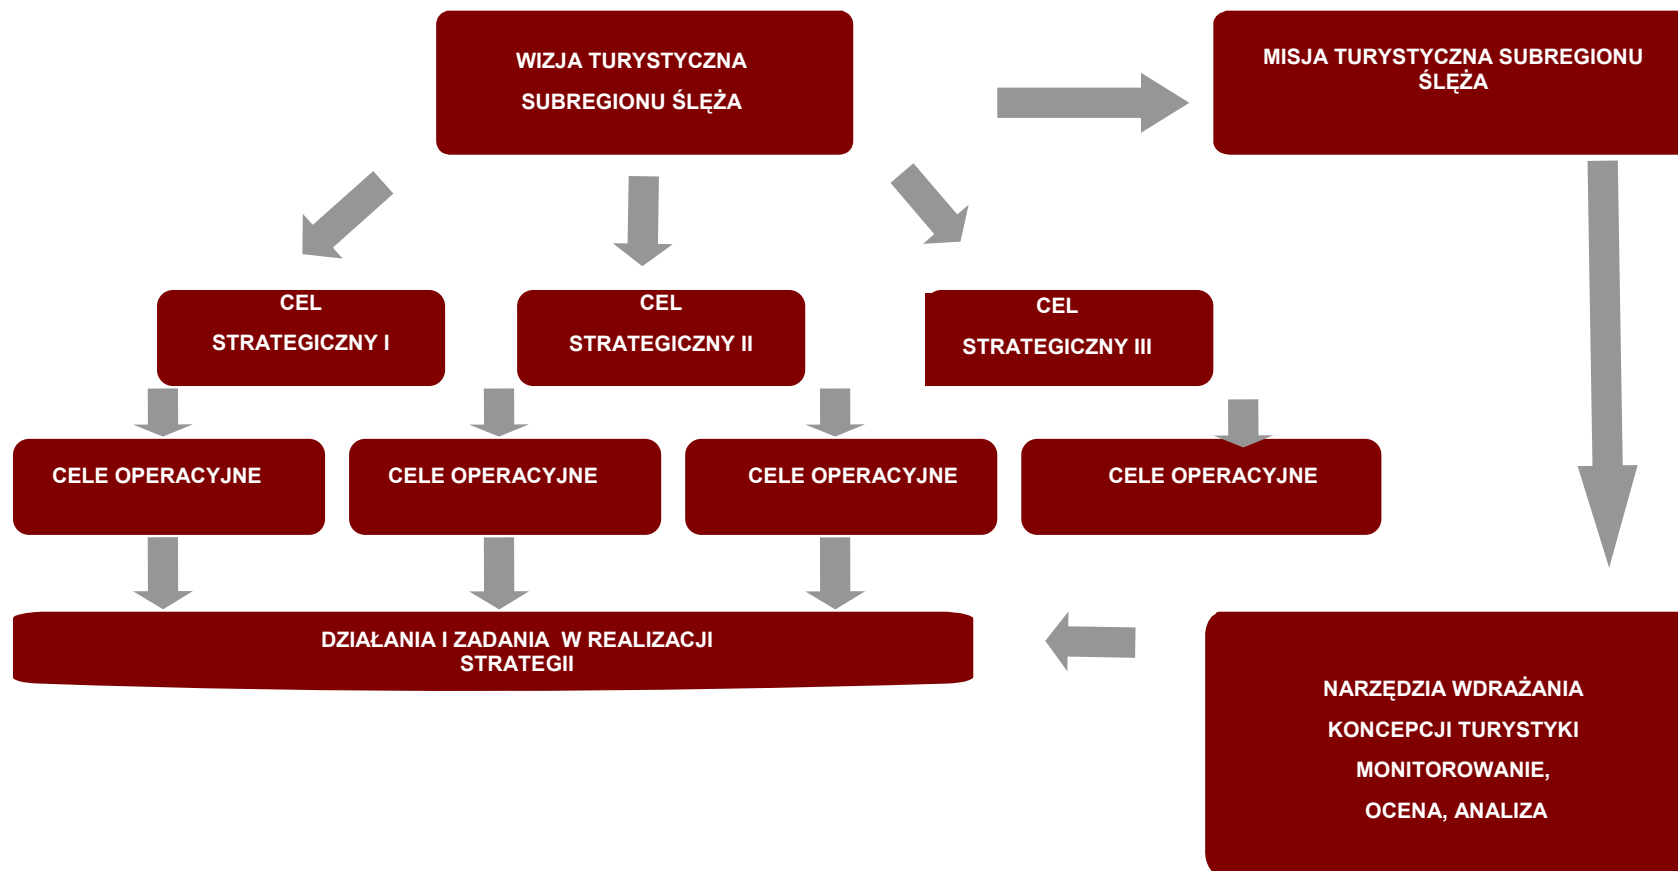 WIZJA TURYSTYCZNA
SUBREGIONU ŚLĘŻA
MISJA TURYSTYCZNA SUBREGIONU
ŚLĘŻA
CEL
STRATEGICZNY I
CEL
STRATEGICZNY II
CEL
STRATEGICZNY III
CELE OPERACYJNE
CELE OPERACYJNE
CELE OPERACYJNE
CELE OPERACYJNE
DZIAŁANIA I ZADANIA W REALIZACJI
STRATEGII
NARZĘDZIA WDRAŻANIA
KONCEPCJI TURYSTYKI
MONITOROWANIE,
OCENA, ANALIZA